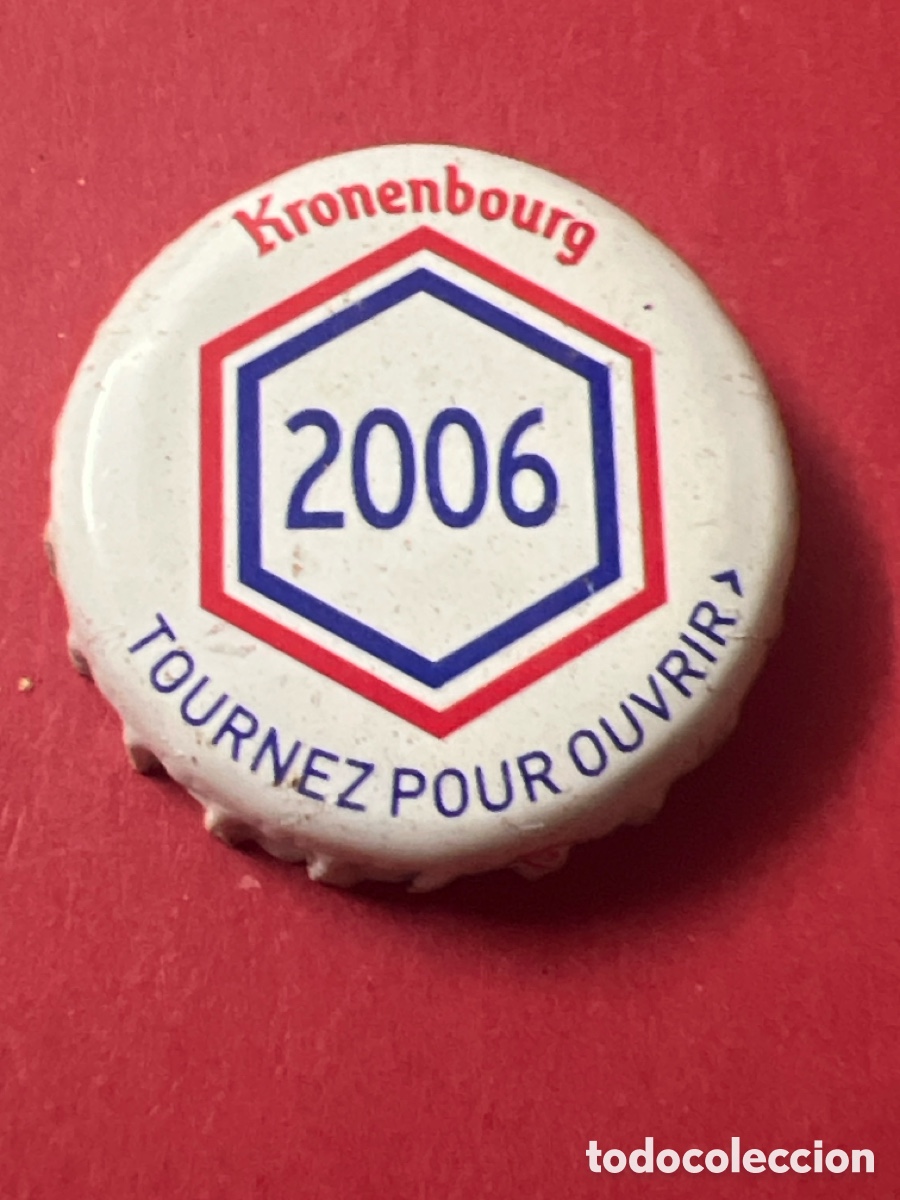 Kronenbourg
2006
TOURNEZ POUR OUVRIR >
todocoleccion